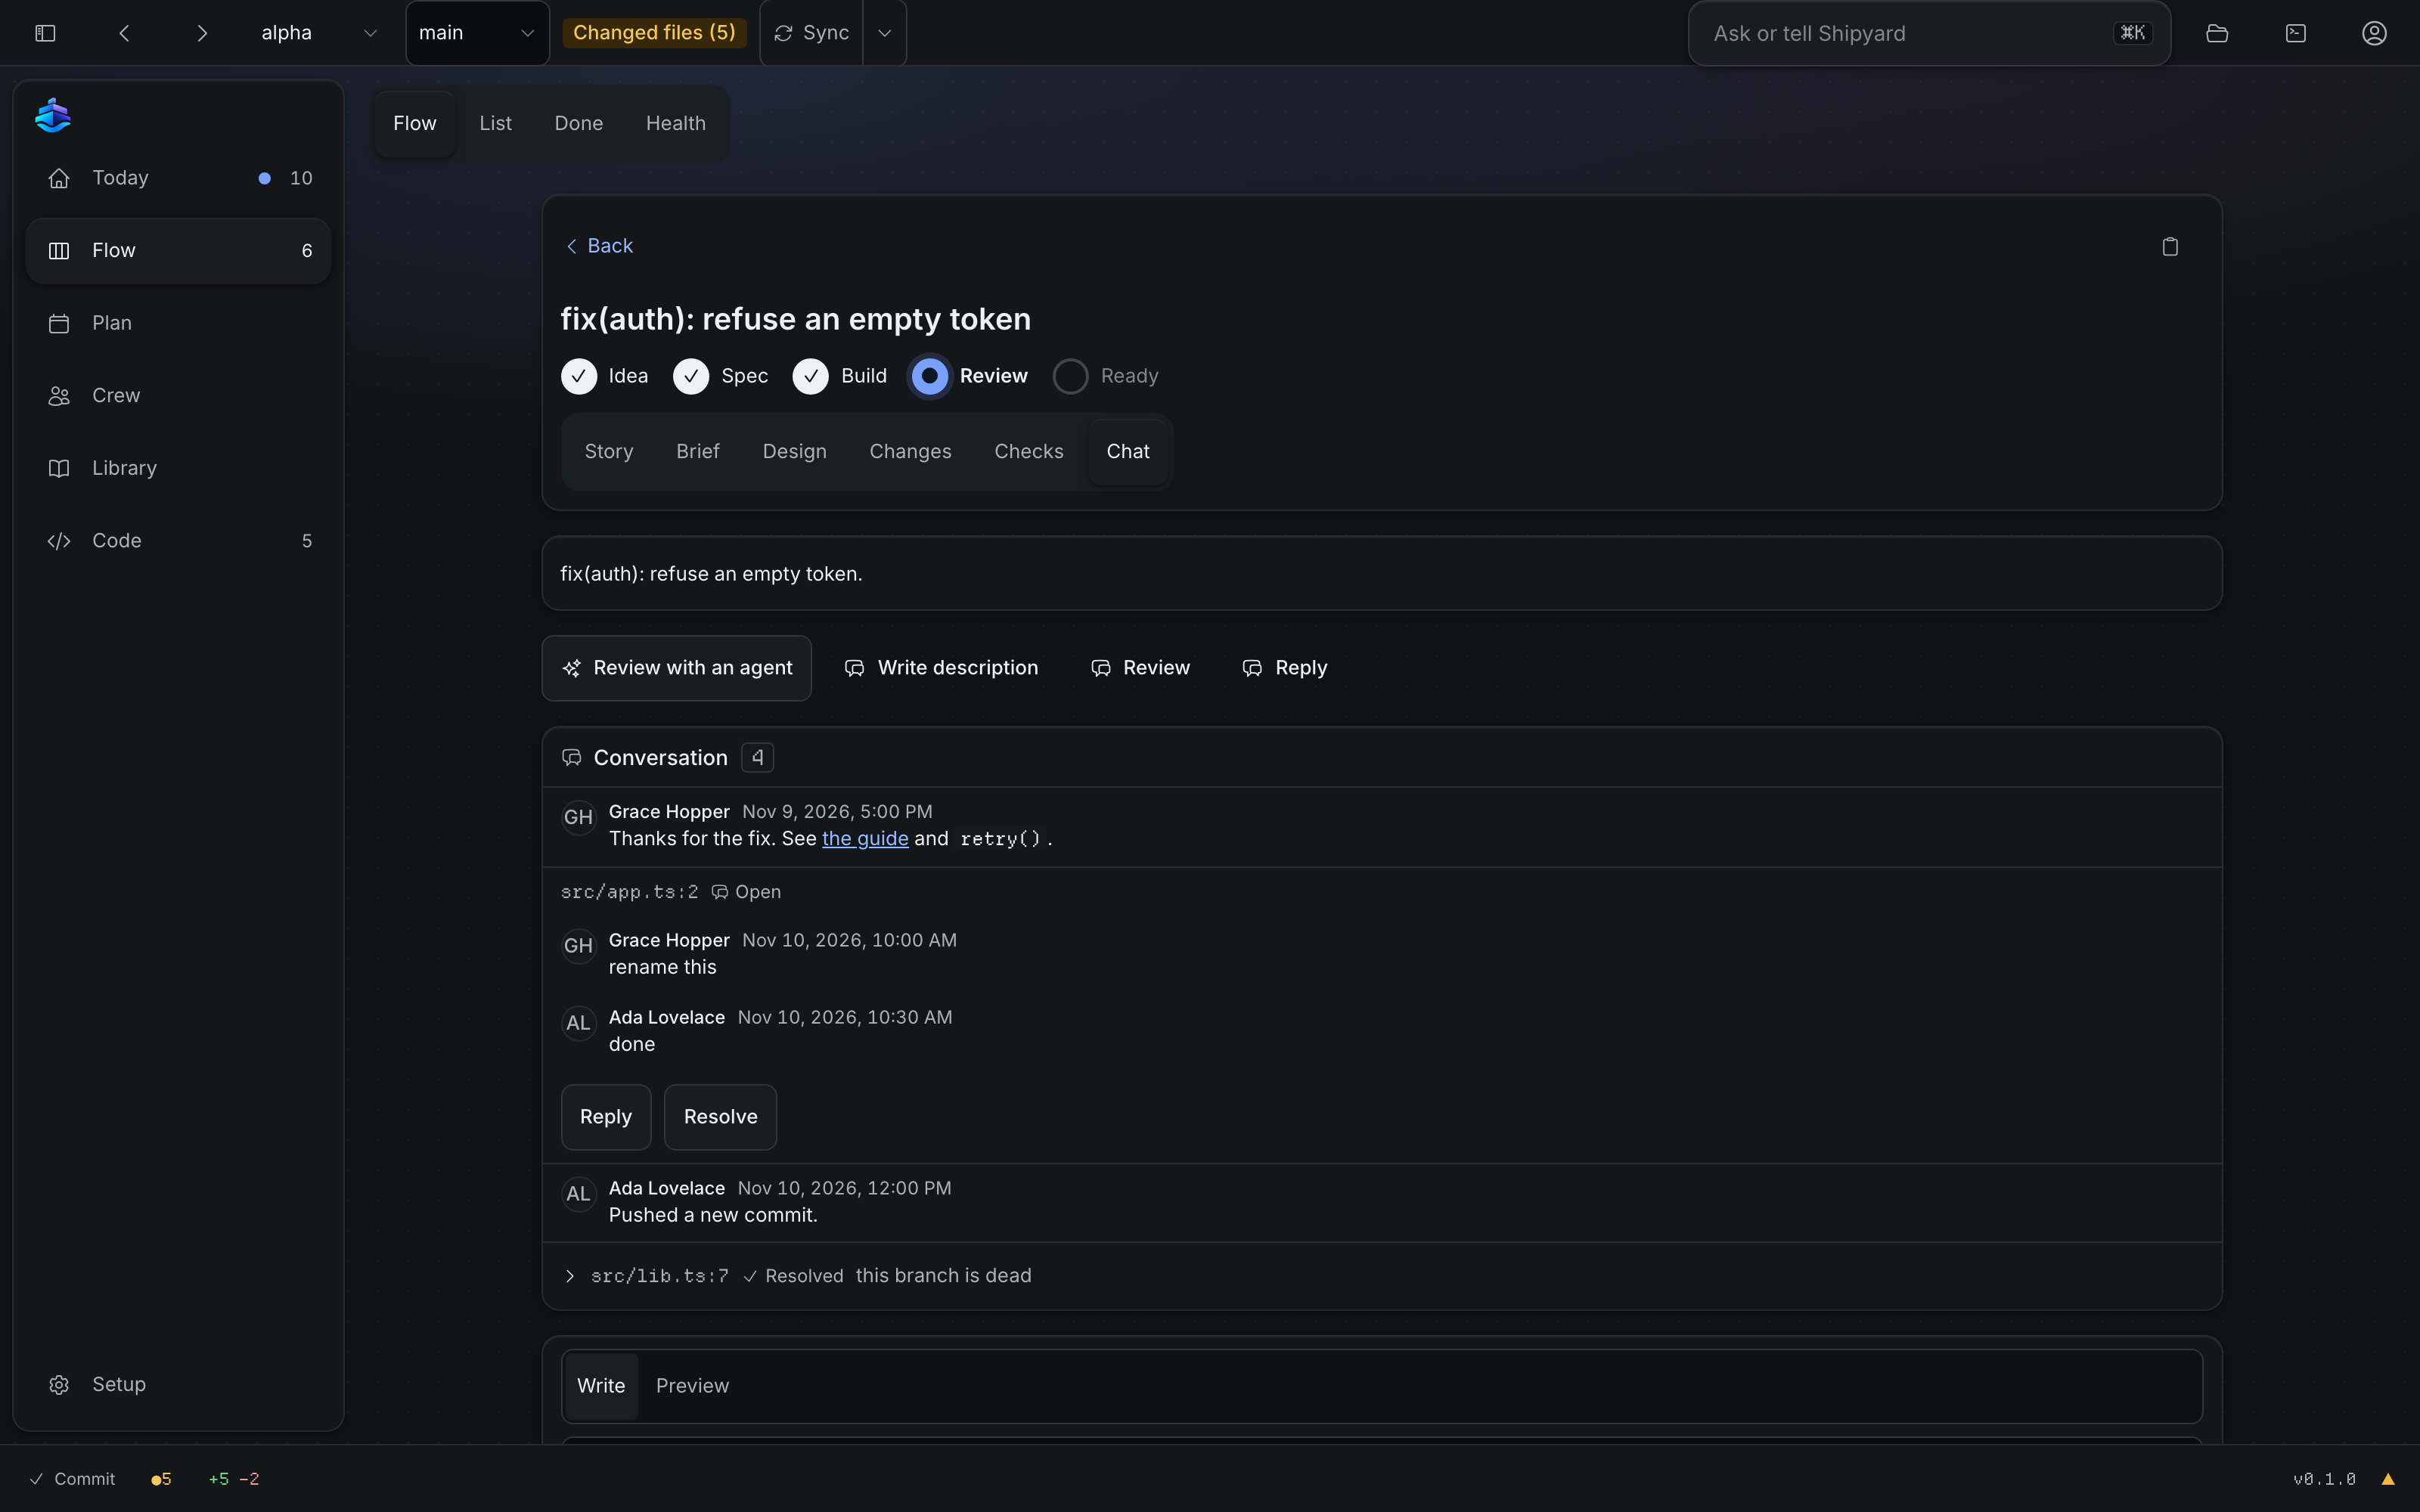 alpha
main
Changed files (5)
Sync
Ask or tell Shipyard
⌘K
Today 10
Flow 6
Plan
Crew
Library
Code 5
Setup
Flow List Done Health
Back
fix(auth): refuse an empty token
Idea Spec Build Review Ready
Story Brief Design Changes Checks Chat
fix(auth): refuse an empty token.
Review with an agent Write description Review Reply
Conversation 4
GH Grace Hopper Nov 9, 2026, 5:00 PM
Thanks for the fix. See the guide and retry().
src/app.ts:2 Open
GH Grace Hopper Nov 10, 2026, 10:00 AM
rename this
AL Ada Lovelace Nov 10, 2026, 10:30 AM
done
Reply Resolve
AL Ada Lovelace Nov 10, 2026, 12:00 PM
Pushed a new commit.
src/lib.ts:7 Resolved this branch is dead
Write Preview
Commit 5 +5 -2
v0.1.0